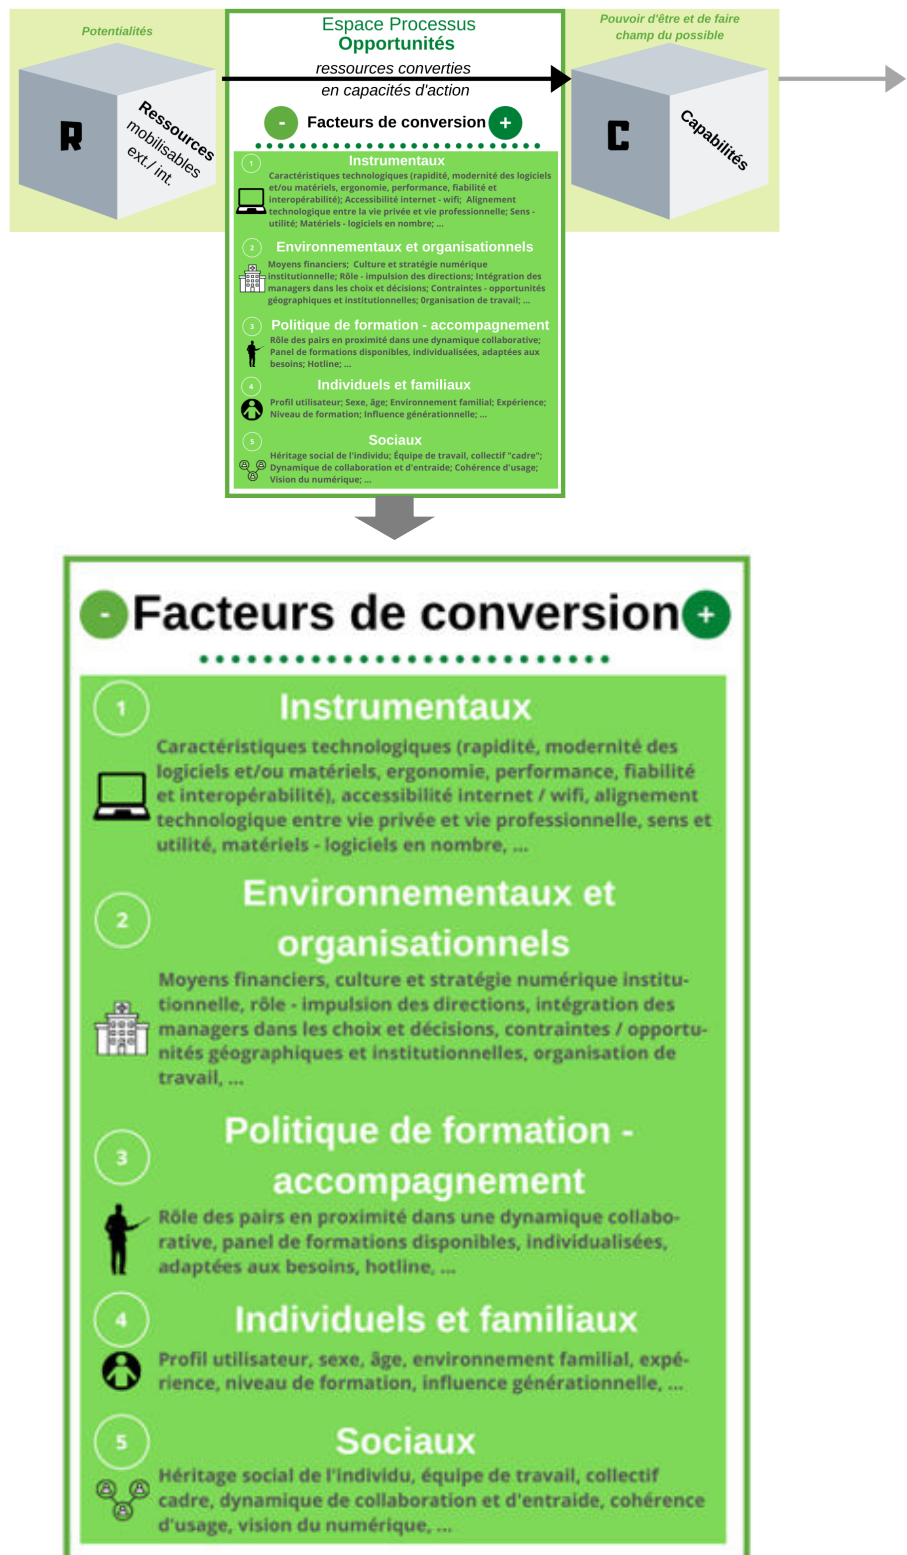 Potentialités
R
Ressources
mobilisables
ext./ int.
Espace Processus
Opportunités
ressources converties
en capacités d'action
- Facteurs de conversion +
1 Instrumentaux
Caractéristiques technologiques (rapidité, modernité des logiciels
et/ou matériels, ergonomie, performance, fiabilité et
interopérabilité); Accessibilité internet - wifi; Alignement
technologique entre la vie privée et vie professionnelle; Sens -
utilité; Matériels - logiciels en nombre; ...
2 Environnementaux et organisationnels
Moyens financiers; Culture et stratégie numérique
institutionnelle; Rôle - impulsion des directions; Intégration des
managers dans les choix et décisions; Contraintes - opportunités
géographiques et institutionnelles; 0rganisation de travail; ...
3 Politique de formation - accompagnement
Rôle des pairs en proximité dans une dynamique collaborative;
Panel de formations disponibles, individualisées, adaptées aux
besoins; Hotline; ...
4 Individuels et familiaux
Profil utilisateur; Sexe, âge; Environnement familial; Expérience;
Niveau de formation; Influence générationnelle; ...
5 Sociaux
Héritage social de l'individu; Équipe de travail, collectif "cadre";
Dynamique de collaboration et d'entraide; Cohérence d'usage;
Vision du numérique; ...
Pouvoir d'être et de faire
champ du possible
C
Capabilités
- Facteurs de conversion +
1 Instrumentaux
Caractéristiques technologiques (rapidité, modernité des
logiciels et/ou matériels, ergonomie, performance, fiabilité
et interopérabilité), accessibilité internet / wifi, alignement
technologique entre vie privée et vie professionnelle, sens et
utilité, matériels - logiciels en nombre, ...
2 Environnementaux et
organisationnels
Moyens financiers, culture et stratégie numérique institu-
tionnelle, rôle - impulsion des directions, intégration des
managers dans les choix et décisions, contraintes / opportu-
nités géographiques et institutionnelles, organisation de
travail, ...
3 Politique de formation -
accompagnement
Rôle des pairs en proximité dans une dynamique collabo-
rative, panel de formations disponibles, individualisées,
adaptées aux besoins, hotline, ...
4 Individuels et familiaux
Profil utilisateur, sexe, âge, environnement familial, expé-
rience, niveau de formation, influence générationnelle, ...
5 Sociaux
Héritage social de l'individu, équipe de travail, collectif
cadre, dynamique de collaboration et d'entraide, cohérence
d'usage, vision du numérique, ...